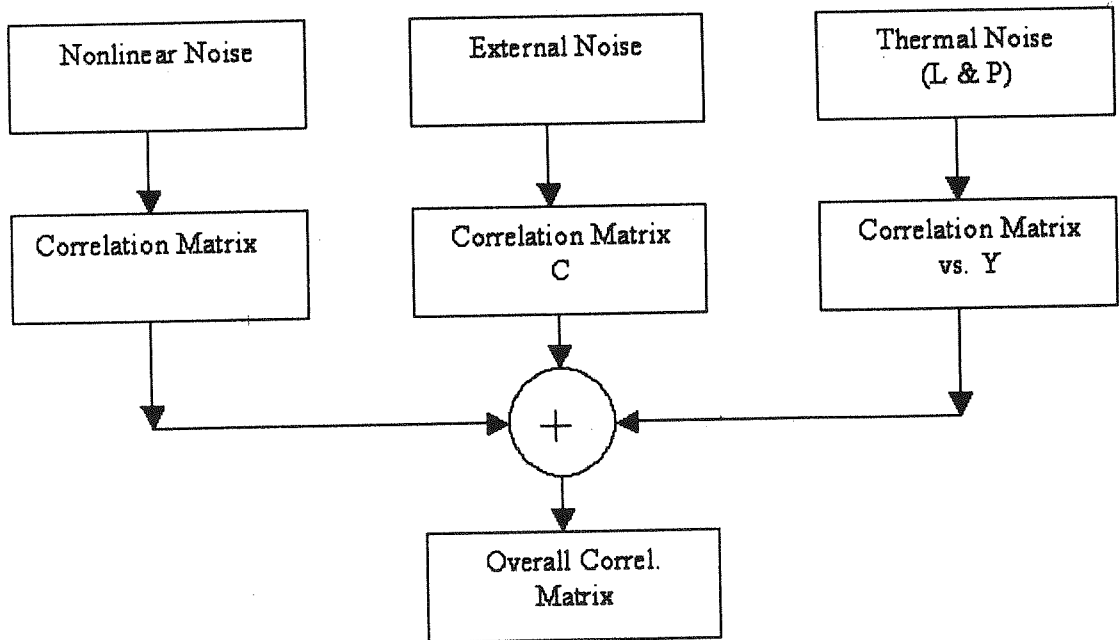 Nonlinear Noise
External Noise
Thermal Noise
(L & P)
Correlation Matrix
Correlation Matrix
C
Correlation Matrix
vs. Y
+
Overall Correl.
Matrix